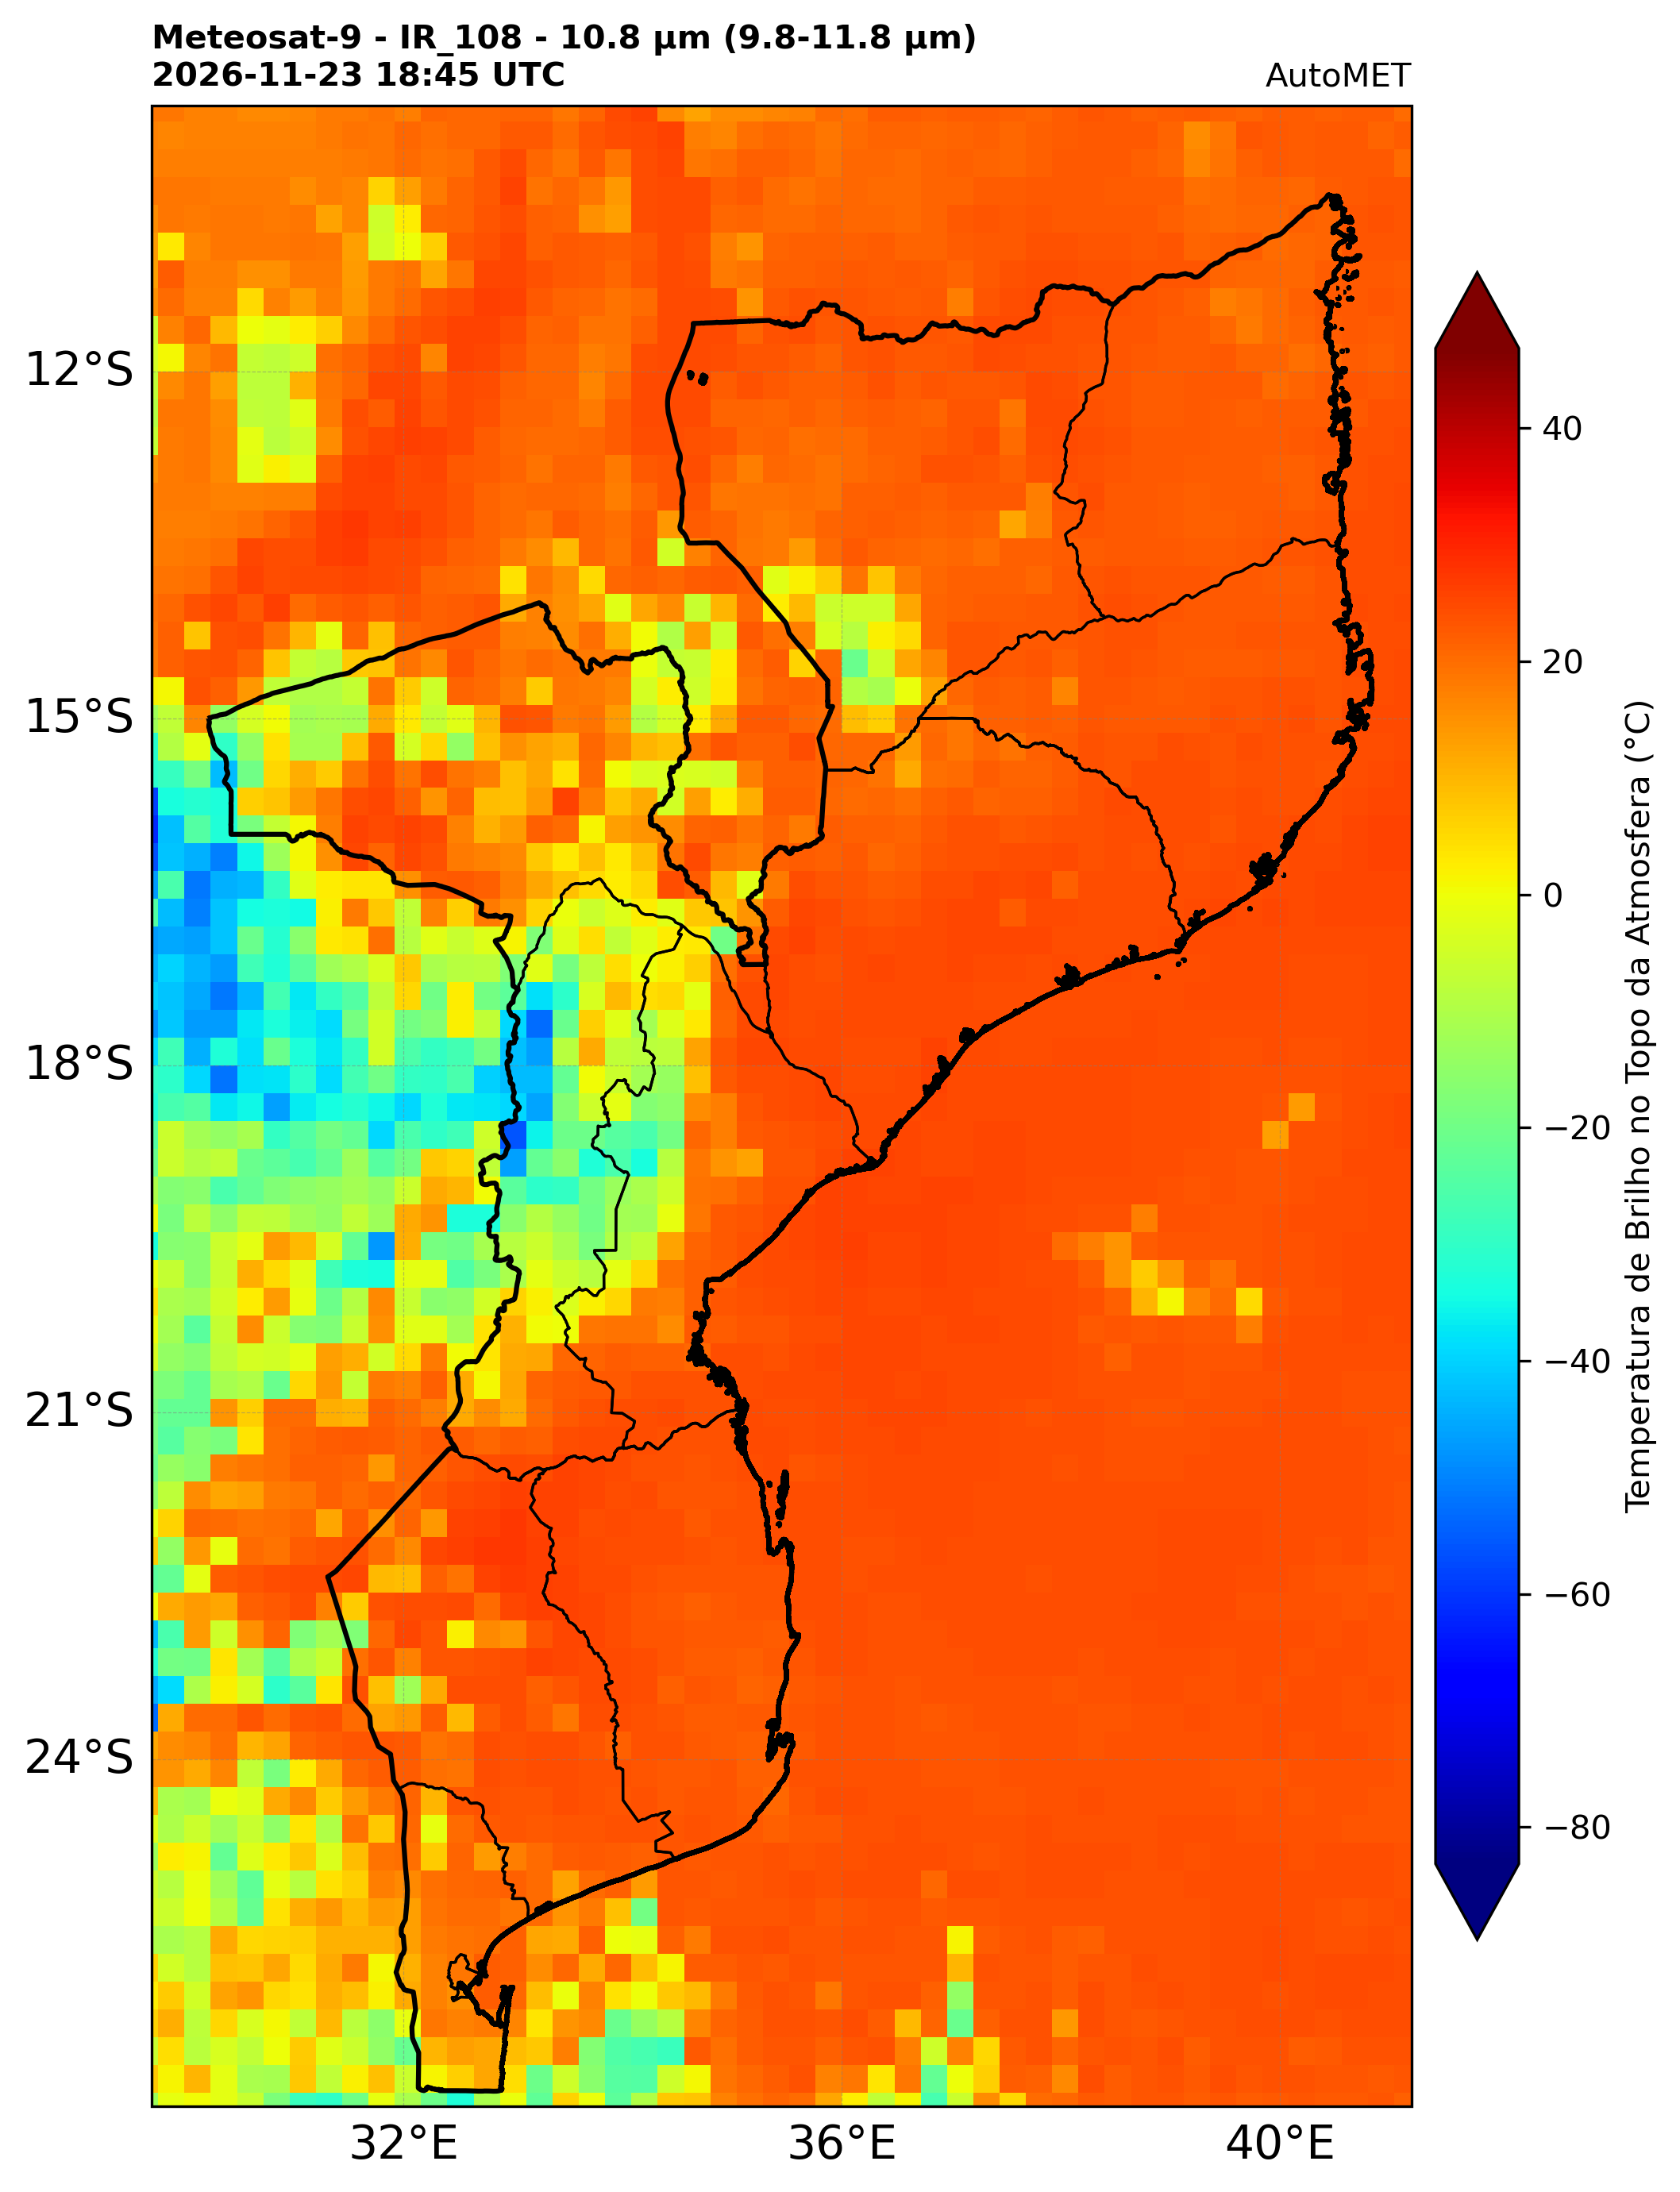 Meteosat-9 - IR_108 - 10.8 µm (9.8-11.8 µm)
2026-11-23 18:45 UTC
AutoMET
12°S
15°S
18°S
21°S
24°S
32°E
36°E
40°E
40
20
0
−20
−40
−60
−80
Temperatura de Brilho no Topo da Atmosfera (°C)